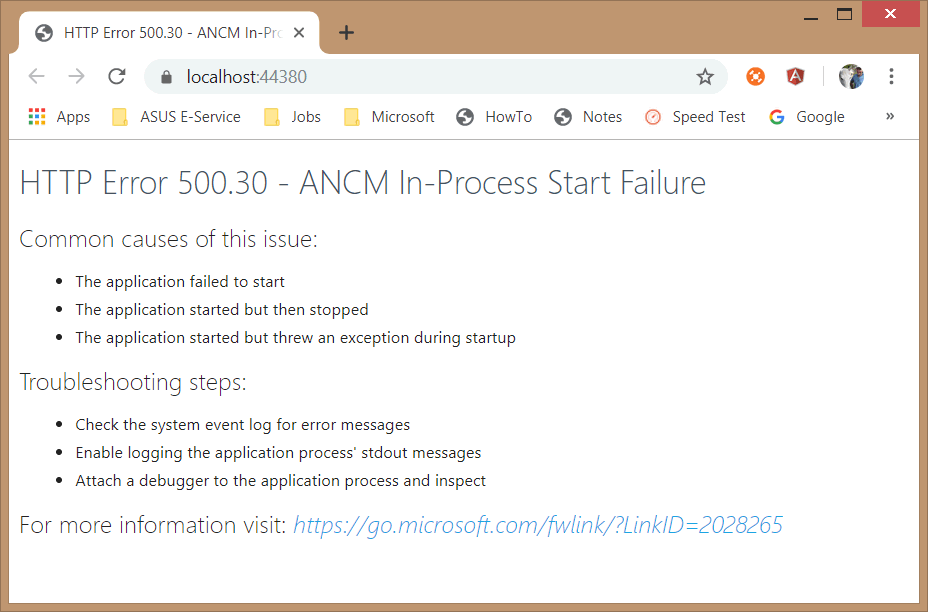 HTTP Error 500.30 - ANCM In-Pro
localhost:44380
Apps ASUS E-Service Jobs Microsoft HowTo Notes Speed Test Google »
HTTP Error 500.30 - ANCM In-Process Start Failure
Common causes of this issue:
• The application failed to start
• The application started but then stopped
• The application started but threw an exception during startup
Troubleshooting steps:
• Check the system event log for error messages
• Enable logging the application process' stdout messages
• Attach a debugger to the application process and inspect
For more information visit: https://go.microsoft.com/fwlink/?LinkID=2028265